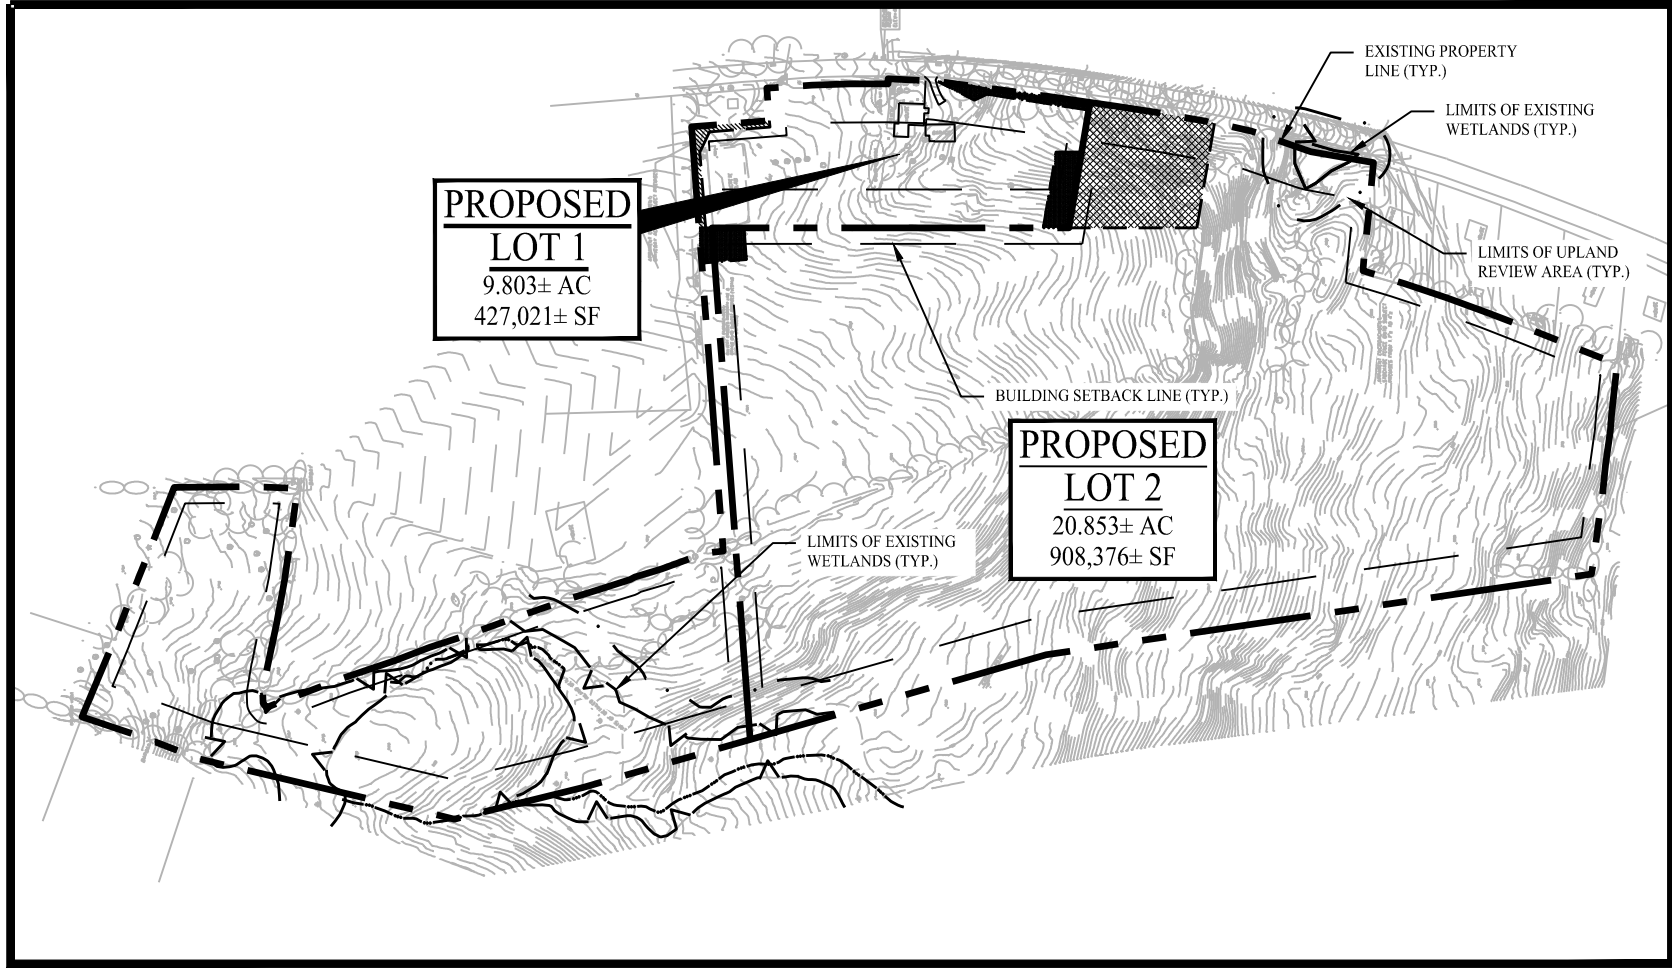 EXISTING PROPERTY
LINE (TYP.)
LIMITS OF EXISTING
WETLANDS (TYP.)
PROPOSED
LOT 1
9.803± AC
427,021± SF
LIMITS OF UPLAND
REVIEW AREA (TYP.)
BUILDING SETBACK LINE (TYP.)
PROPOSED
LOT 2
20.853± AC
908,376± SF
LIMITS OF EXISTING
WETLANDS (TYP.)